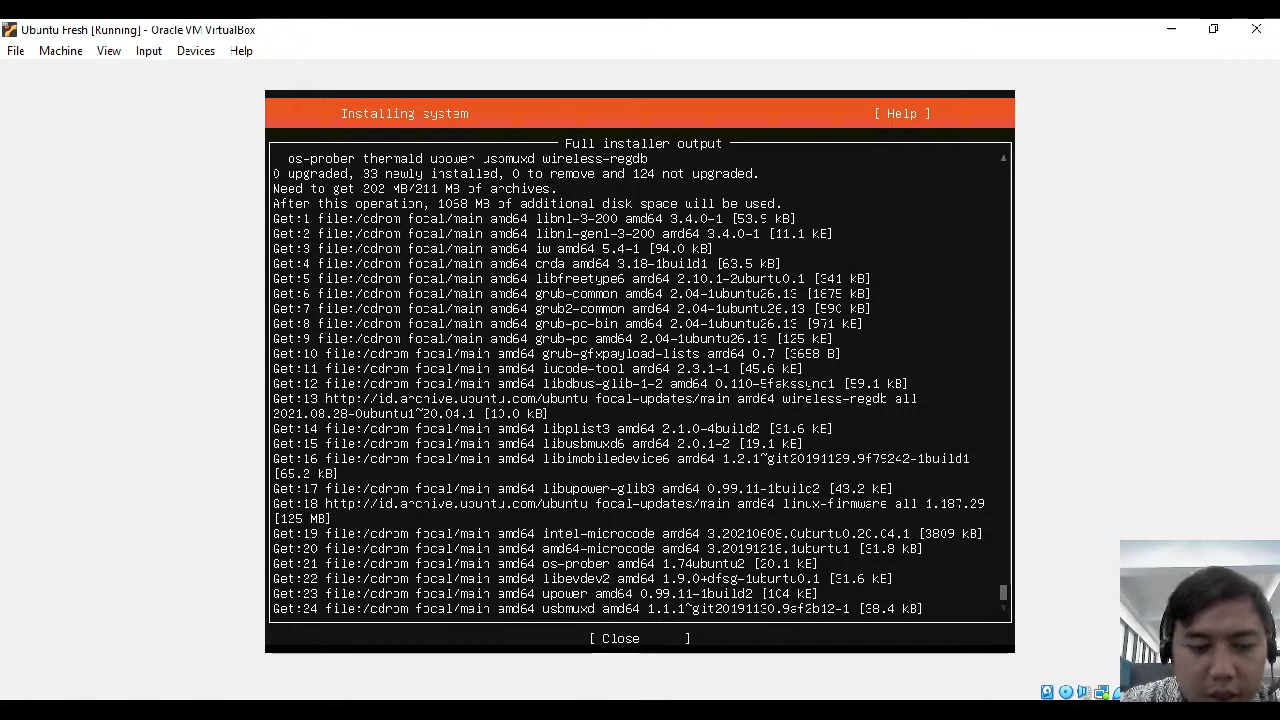 Ubuntu Fresh [Running] - Oracle VM VirtualBox
File Machine View Input Devices Help
Installing system [ Help ]
Full installer output
os-prober thermald upower usbmuxd wireless-regdb
0 upgraded, 33 newly installed, 0 to remove and 124 not upgraded.
Need to get 202 MB/211 MB of archives.
After this operation, 1068 MB of additional disk space will be used.
Get:1 file:/cdrom focal/main amd64 libnl-3-200 amd64 3.4.0-1 [53.9 kB]
Get:2 file:/cdrom focal/main amd64 libnl-genl-3-200 amd64 3.4.0-1 [11.1 kB]
Get:3 file:/cdrom focal/main amd64 iw amd64 5.4-1 [94.0 kB]
Get:4 file:/cdrom focal/main amd64 crda amd64 3.18-1build1 [63.5 kB]
Get:5 file:/cdrom focal/main amd64 libfreetype6 amd64 2.10.1-2ubuntu0.1 [341 kB]
Get:6 file:/cdrom focal/main amd64 grub-common amd64 2.04-1ubuntu26.13 [1875 kB]
Get:7 file:/cdrom focal/main amd64 grub2-common amd64 2.04-1ubuntu26.13 [590 kB]
Get:8 file:/cdrom focal/main amd64 grub-pc-bin amd64 2.04-1ubuntu26.13 [971 kB]
Get:9 file:/cdrom focal/main amd64 grub-pc amd64 2.04-1ubuntu26.13 [125 kB]
Get:10 file:/cdrom focal/main amd64 grub-gfxpayload-lists amd64 0.7 [3658 B]
Get:11 file:/cdrom focal/main amd64 iucode-tool amd64 2.3.1-1 [45.6 kB]
Get:12 file:/cdrom focal/main amd64 libdbus-glib-1-2 amd64 0.110-5fakssync1 [59.1 kB]
Get:13 http://id.archive.ubuntu.com/ubuntu focal-updates/main amd64 wireless-regdb all
2021.08.28-0ubuntu1~20.04.1 [10.0 kB]
Get:14 file:/cdrom focal/main amd64 libplist3 amd64 2.1.0-4build2 [31.6 kB]
Get:15 file:/cdrom focal/main amd64 libusbmuxd6 amd64 2.0.1-2 [19.1 kB]
Get:16 file:/cdrom focal/main amd64 libimobiledevice6 amd64 1.2.1~git20191129.9f79242-1build1
[65.2 kB]
Get:17 file:/cdrom focal/main amd64 libupower-glib3 amd64 0.99.11-1build2 [43.2 kB]
Get:18 http://id.archive.ubuntu.com/ubuntu focal-updates/main amd64 linux-firmware all 1.187.29
[125 MB]
Get:19 file:/cdrom focal/main amd64 intel-microcode amd64 3.20210608.0ubuntu0.20.04.1 [3809 kB]
Get:20 file:/cdrom focal/main amd64 amd64-microcode amd64 3.20191218.1ubuntu1 [31.8 kB]
Get:21 file:/cdrom focal/main amd64 os-prober amd64 1.74ubuntu2 [20.1 kB]
Get:22 file:/cdrom focal/main amd64 libevdev2 amd64 1.9.0+dfsg-1ubuntu0.1 [31.6 kB]
Get:23 file:/cdrom focal/main amd64 upower amd64 0.99.11-1build2 [104 kB]
Get:24 file:/cdrom focal/main amd64 usbmuxd amd64 1.1.1~git20191130.9af2b12-1 [38.4 kB]
[ Close ]